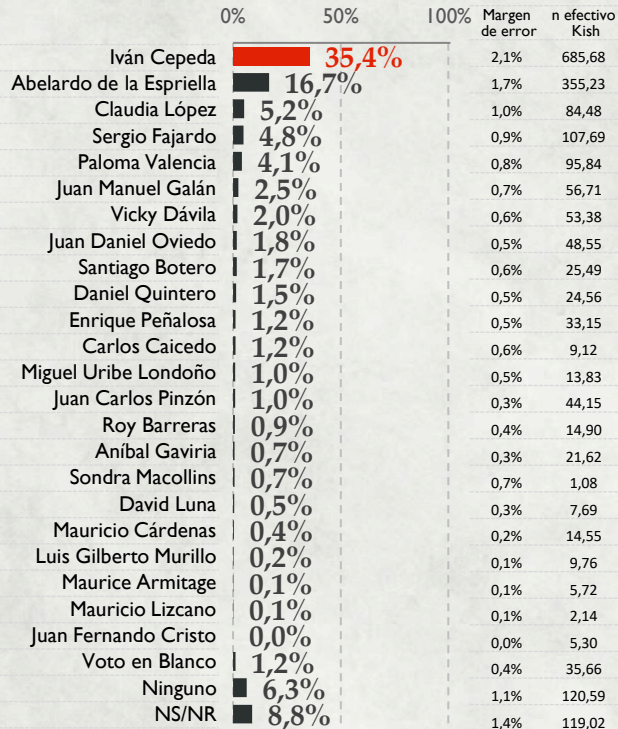 0% 50% 100% Margen de error n efectivo Kish
Iván Cepeda 35,4% 2,1% 685,68
Abelardo de la Espriella 16,7% 1,7% 355,23
Claudia López 5,2% 1,0% 84,48
Sergio Fajardo 4,8% 0,9% 107,69
Paloma Valencia 4,1% 0,8% 95,84
Juan Manuel Galán 2,5% 0,7% 56,71
Vicky Dávila 2,0% 0,6% 53,38
Juan Daniel Oviedo 1,8% 0,5% 48,55
Santiago Botero 1,7% 0,6% 25,49
Daniel Quintero 1,5% 0,5% 24,56
Enrique Peñalosa 1,2% 0,5% 33,15
Carlos Caicedo 1,2% 0,6% 9,12
Miguel Uribe Londoño 1,0% 0,5% 13,83
Juan Carlos Pinzón 1,0% 0,3% 44,15
Roy Barreras 0,9% 0,4% 14,90
Aníbal Gaviria 0,7% 0,3% 21,62
Sondra Macollins 0,7% 0,7% 1,08
David Luna 0,5% 0,3% 7,69
Mauricio Cárdenas 0,4% 0,2% 14,55
Luis Gilberto Murillo 0,2% 0,1% 9,76
Maurice Armitage 0,1% 0,1% 5,72
Mauricio Lizcano 0,1% 0,1% 2,14
Juan Fernando Cristo 0,0% 0,0% 5,30
Voto en Blanco 1,2% 0,4% 35,66
Ninguno 6,3% 1,1% 120,59
NS/NR 8,8% 1,4% 119,02